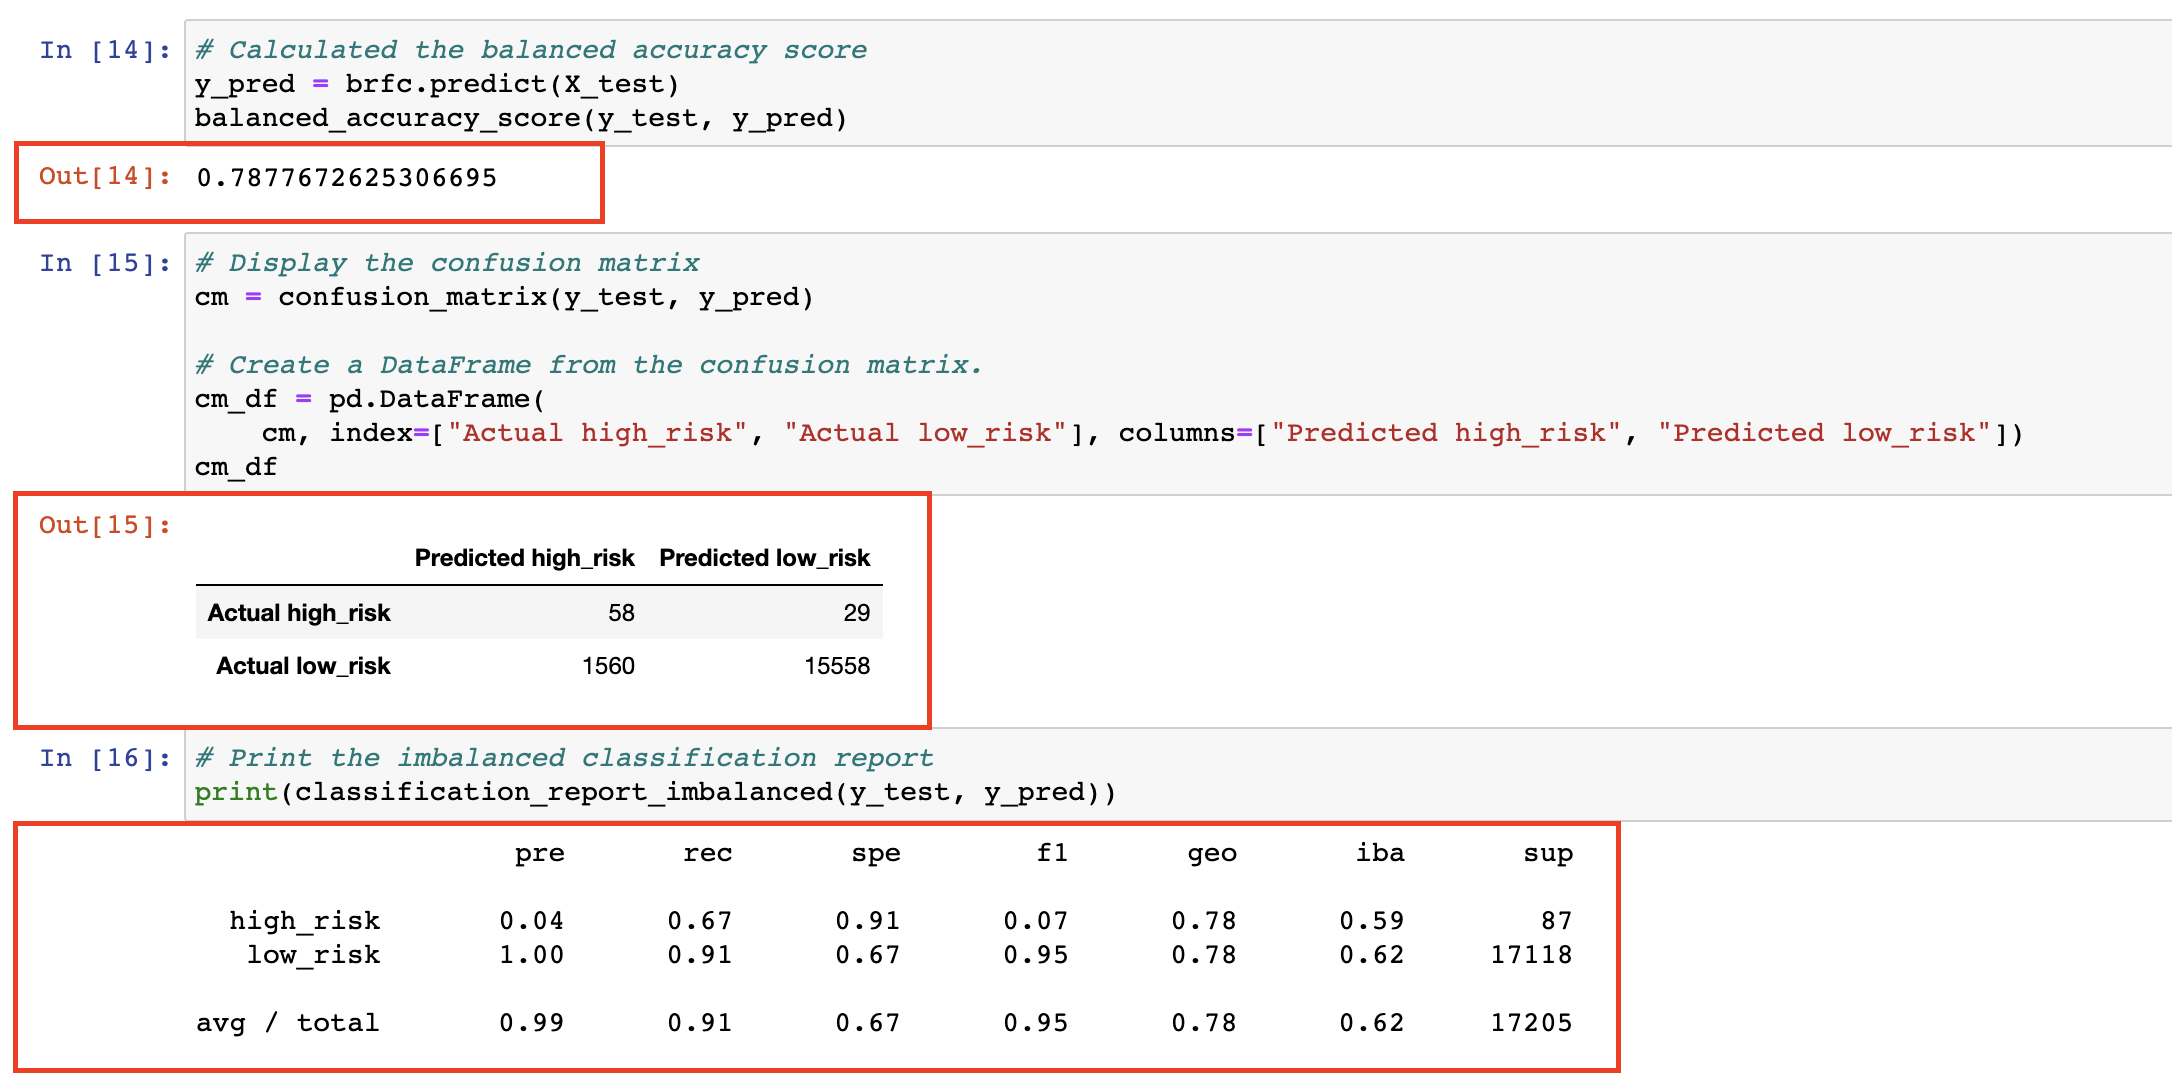 In [14]: # Calculated the balanced accuracy score
y_pred = brfc.predict(X_test)
balanced_accuracy_score(y_test, y_pred)
Out[14]: 0.7877672625306695
In [15]: # Display the confusion matrix
cm = confusion_matrix(y_test, y_pred)
# Create a DataFrame from the confusion matrix.
cm_df = pd.DataFrame(
cm, index=["Actual high_risk", "Actual low_risk"], columns=["Predicted high_risk", "Predicted low_risk"])
cm_df
Out[15]:
Predicted high_risk Predicted low_risk
Actual high_risk 58 29
Actual low_risk 1560 15558
In [16]: # Print the imbalanced classification report
print(classification_report_imbalanced(y_test, y_pred))
pre rec spe f1 geo iba sup
high_risk 0.04 0.67 0.91 0.07 0.78 0.59 87
low_risk 1.00 0.91 0.67 0.95 0.78 0.62 17118
avg / total 0.99 0.91 0.67 0.95 0.78 0.62 17205